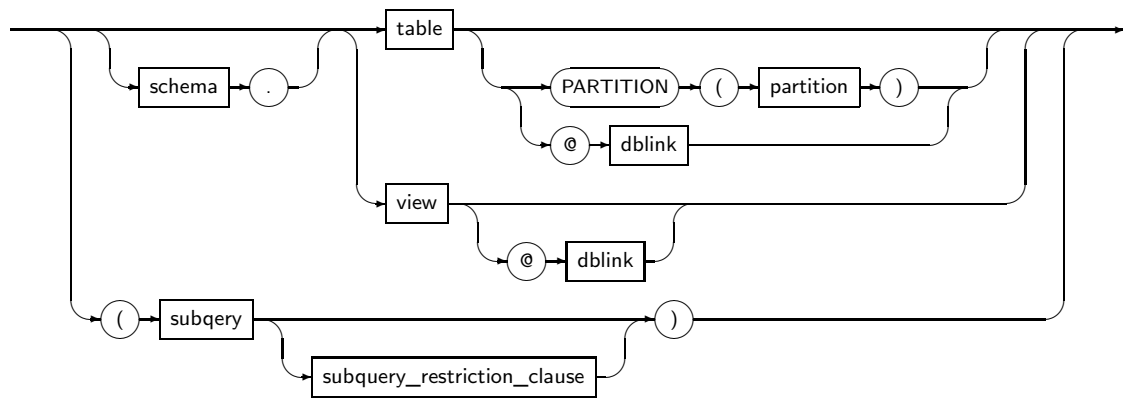 table
schema .
PARTITION ( partition )
@ dblink
view
@ dblink
( subqery )
subquery_restriction_clause